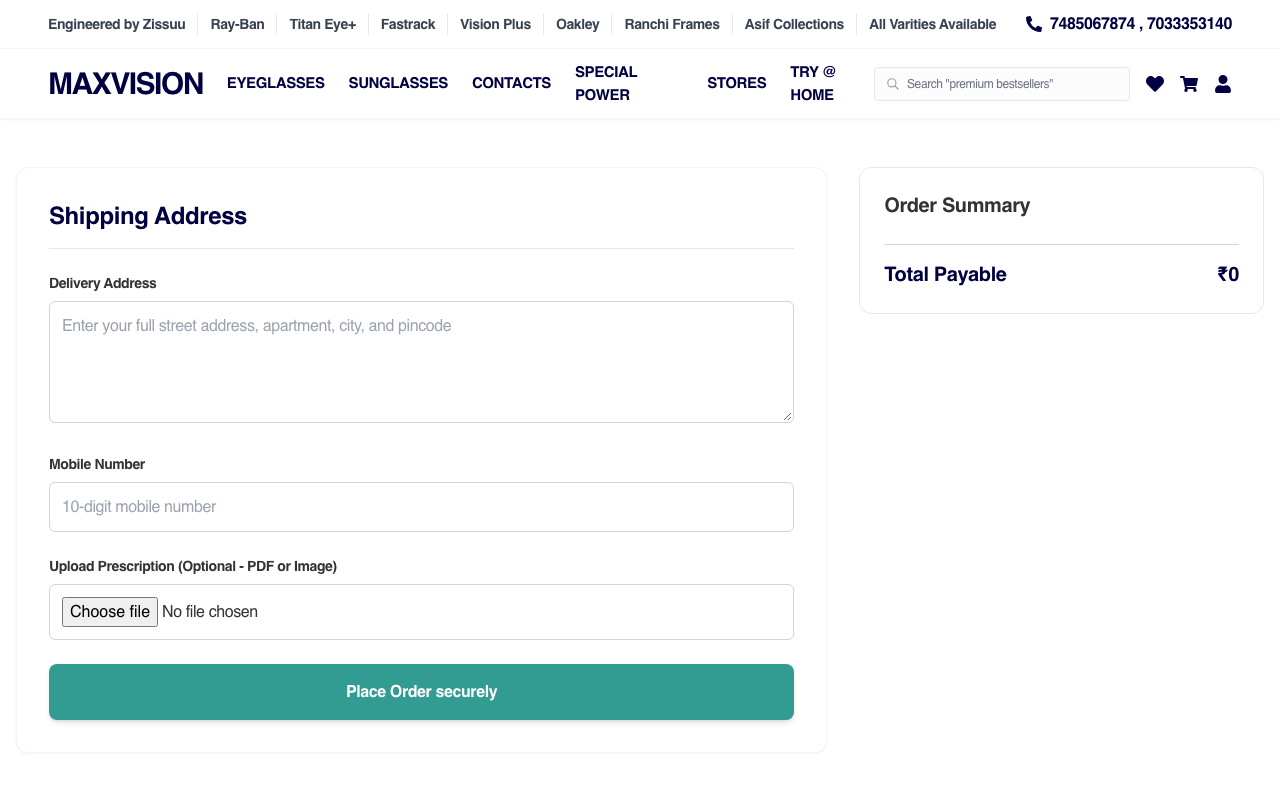 Engineered by Zissuu Ray-Ban Titan Eye+ Fastrack Vision Plus Oakley Ranchi Frames Asif Collections All Varities Available 7485067874 , 7033353140
MAXVISION EYEGLASSES SUNGLASSES CONTACTS SPECIAL POWER STORES TRY @ HOME Search "premium bestsellers"
Shipping Address
Delivery Address
Enter your full street address, apartment, city, and pincode
Mobile Number
10-digit mobile number
Upload Prescription (Optional - PDF or Image)
Choose file No file chosen
Place Order securely
Order Summary
Total Payable ₹0